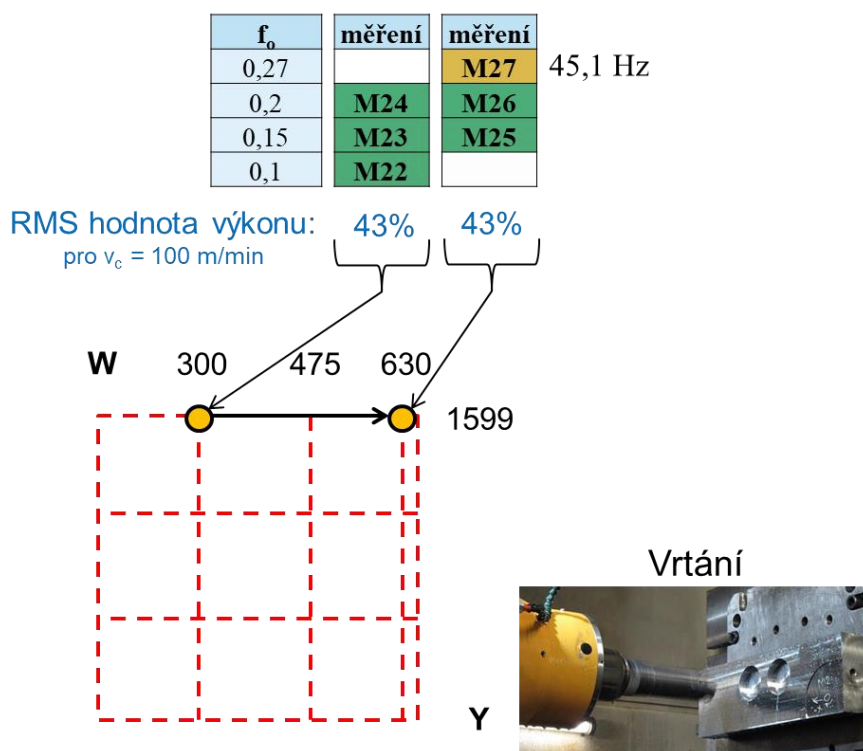 fₒ měření měření
0,27 M27 45,1 Hz
0,2 M24 M26
0,15 M23 M25
0,1 M22
RMS hodnota výkonu: 43% 43%
pro v꜀ = 100 m/min
W 300 475 630
1599
Vrtání
Y